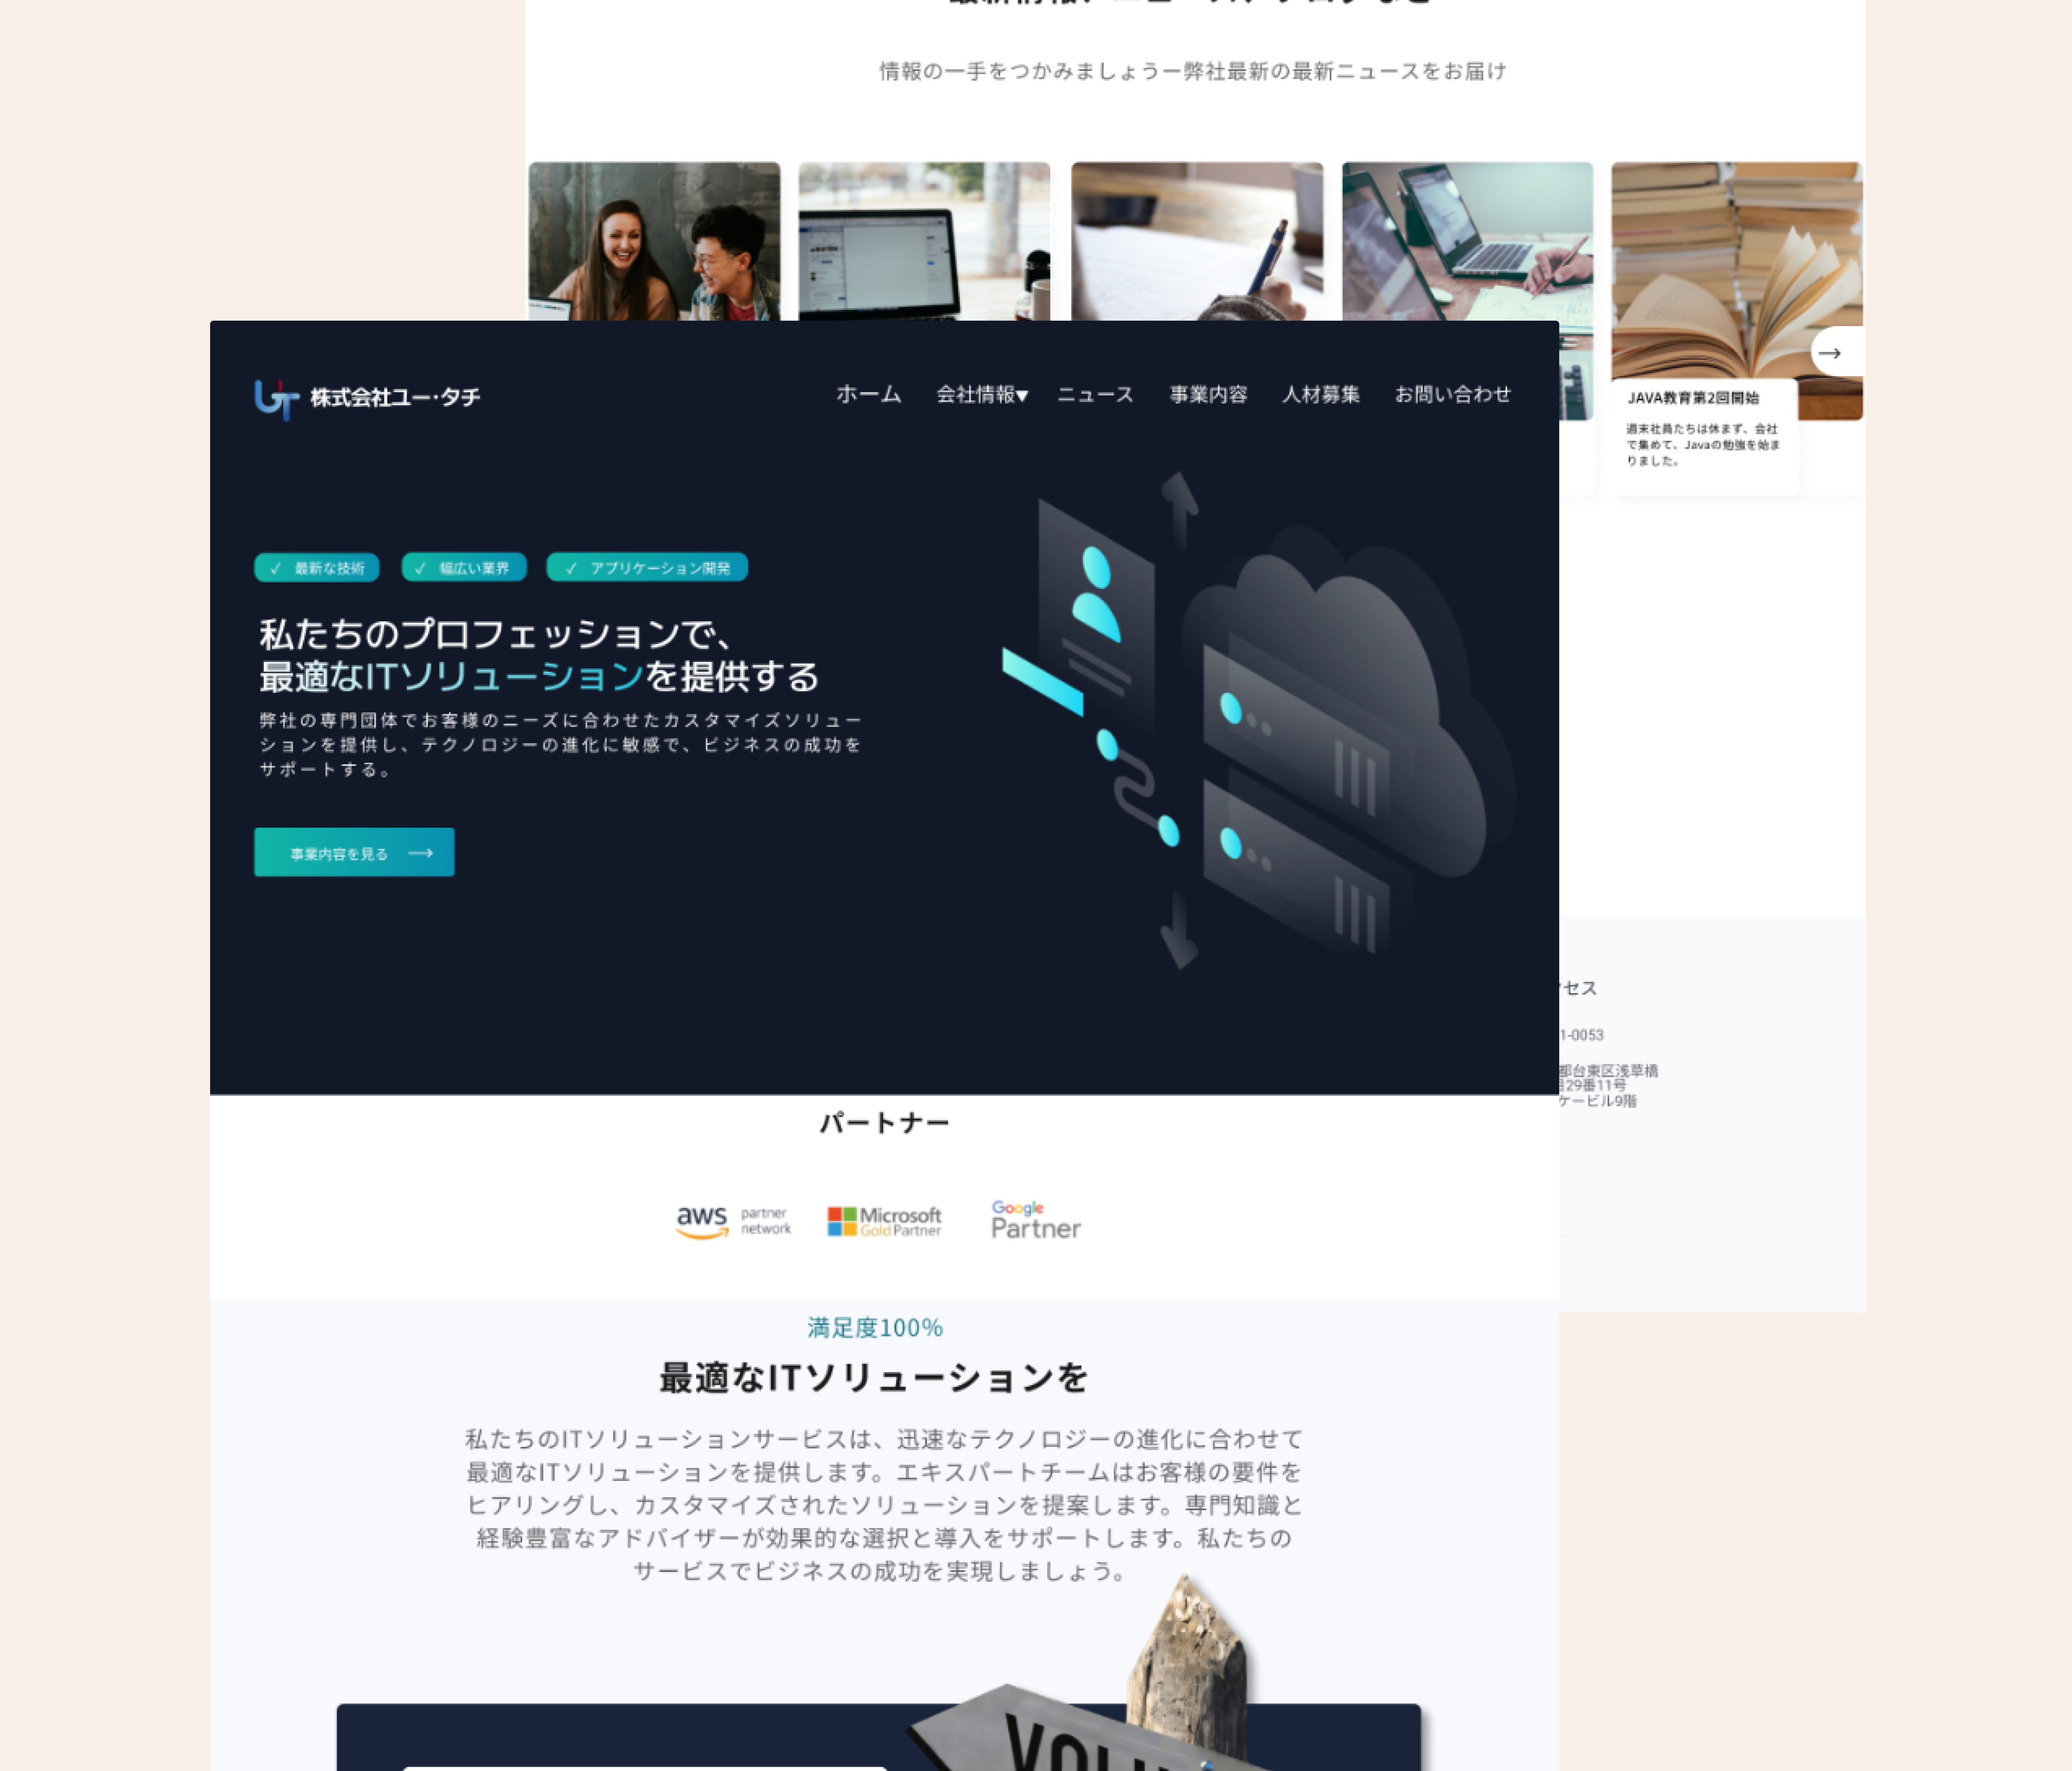 情報の一手をつかみましょうー弊社最新の最新ニュースをお届け
JAVA教育第2回開始
週末社員たちは休まず、会社
で集めて、Javaの勉強を始ま
りました。
株式会社ユー・タチ
ホーム 会社情報▼ ニュース 事業内容 人材募集 お問い合わせ
✓ 最新な技術 ✓ 幅広い業界 ✓ アプリケーション開発
私たちのプロフェッションで、
最適なITソリューションを提供する
弊社の専門団体でお客様のニーズに合わせたカスタマイズソリュー
ションを提供し、テクノロジーの進化に敏感で、ビジネスの成功を
サポートする。
事業内容を見る →
セス
1-0053
都台東区浅草橋
29番11号
ケービル9階
パートナー
aws partner network
Microsoft Gold Partner
Google Partner
満足度100%
最適なITソリューションを
私たちのITソリューションサービスは、迅速なテクノロジーの進化に合わせて
最適なITソリューションを提供します。エキスパートチームはお客様の要件を
ヒアリングし、カスタマイズされたソリューションを提案します。専門知識と
経験豊富なアドバイザーが効果的な選択と導入をサポートします。私たちの
サービスでビジネスの成功を実現しましょう。